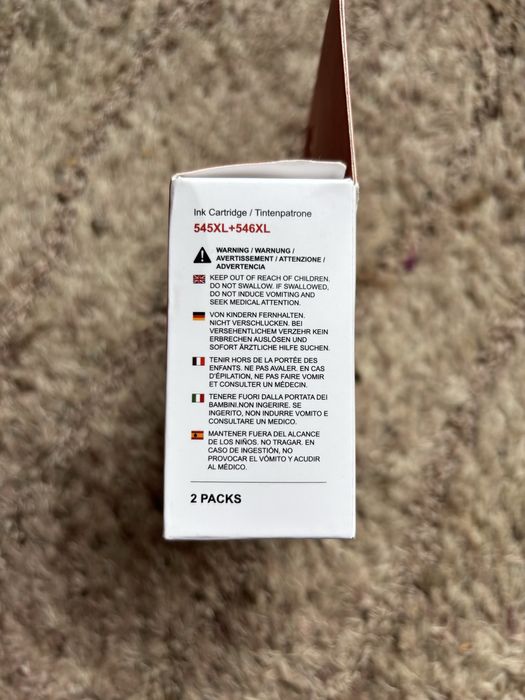 Ink Cartridge / Tintenpatrone
545XL+546XL
WARNING / WARNUNG /
AVERTISSEMENT / ATTENZIONE /
ADVERTENCIA
KEEP OUT OF REACH OF CHILDREN.
DO NOT SWALLOW. IF SWALLOWED,
DO NOT INDUCE VOMITING AND
SEEK MEDICAL ATTENTION.
VON KINDERN FERNHALTEN.
NICHT VERSCHLUCKEN. BEI
VERSEHENTLICHEM VERZEHR KEIN
ERBRECHEN AUSLÖSEN UND
SOFORT ÄRZTLICHE HILFE SUCHEN.
TENIR HORS DE LA PORTÉE DES
ENFANTS. NE PAS AVALER. EN CAS
D'ÉPILATION, NE PAS FAIRE VOMIR
ET CONSULTER UN MÉDECIN.
TENERE FUORI DALLA PORTATA DEI
BAMBINI.NON INGERIRE. SE
INGERITO, NON INDURRE VOMITO E
CONSULTARE UN MEDICO.
MANTENER FUERA DEL ALCANCE
DE LOS NIÑOS. NO TRAGAR. EN
CASO DE INGESTIÓN, NO
PROVOCAR EL VÓMITO Y ACUDIR
AL MÉDICO.
2 PACKS